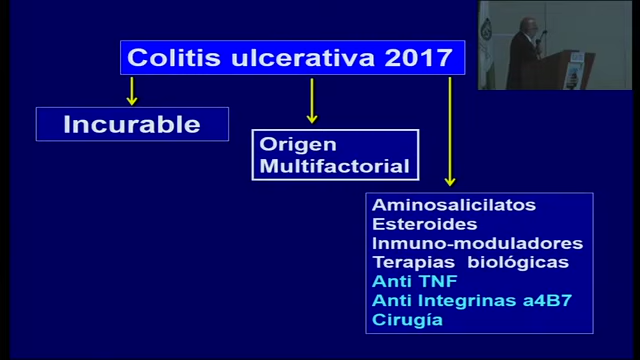 Colitis ulcerativa 2017
Incurable
Origen
Multifactorial
Aminosalicilatos
Esteroides
Inmuno-moduladores
Terapias biológicas
Anti TNF
Anti Integrinas a4B7
Cirugía